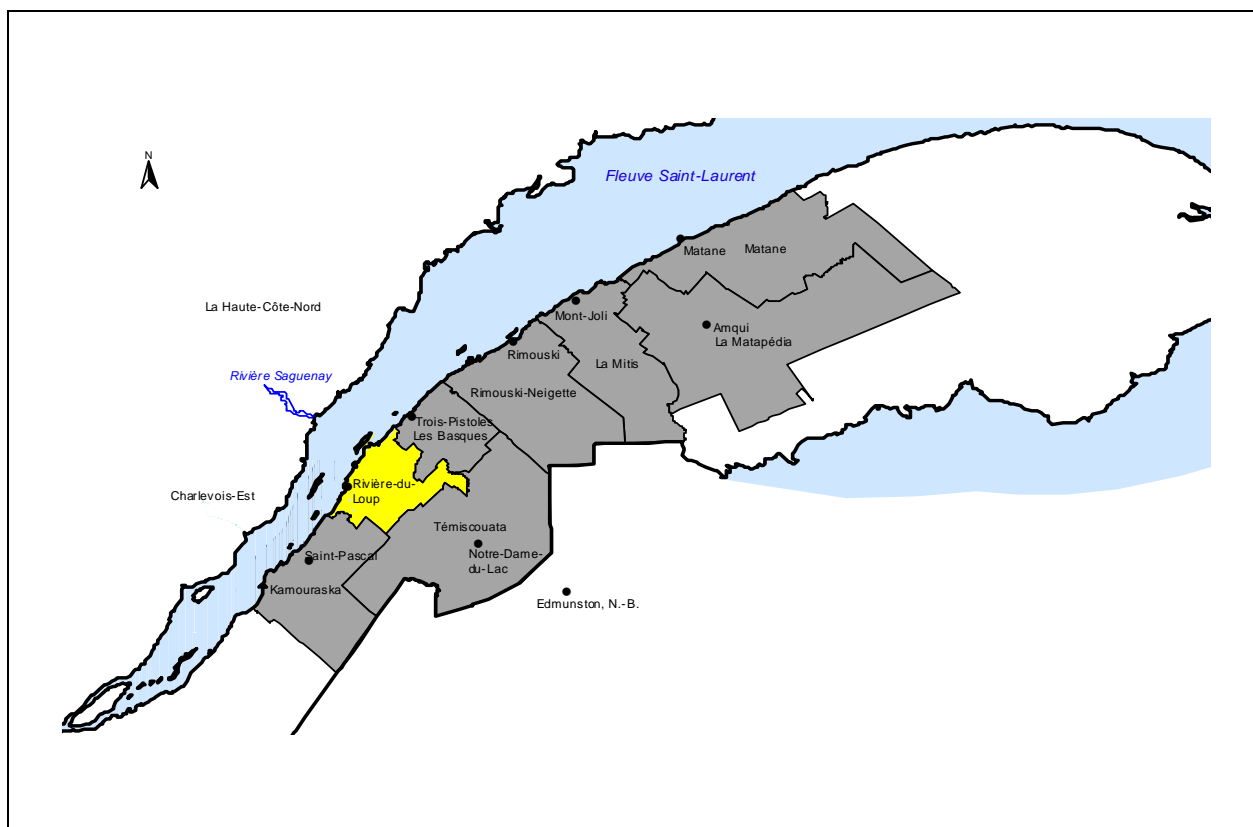 N
Fleuve Saint-Laurent
Matane
Matane
La Haute-Côte-Nord
Mont-Joli
Amqui
La Matapédia
Rimouski
La Mitis
Rivière Saguenay
Rimouski-Neigette
Trois-Pistoles
Les Basques
Rivière-du-
Loup
Charlevois-Est
Témiscouata
Saint-Pascal
Notre-Dame-
du-Lac
Kamouraska
Edmunston, N.-B.